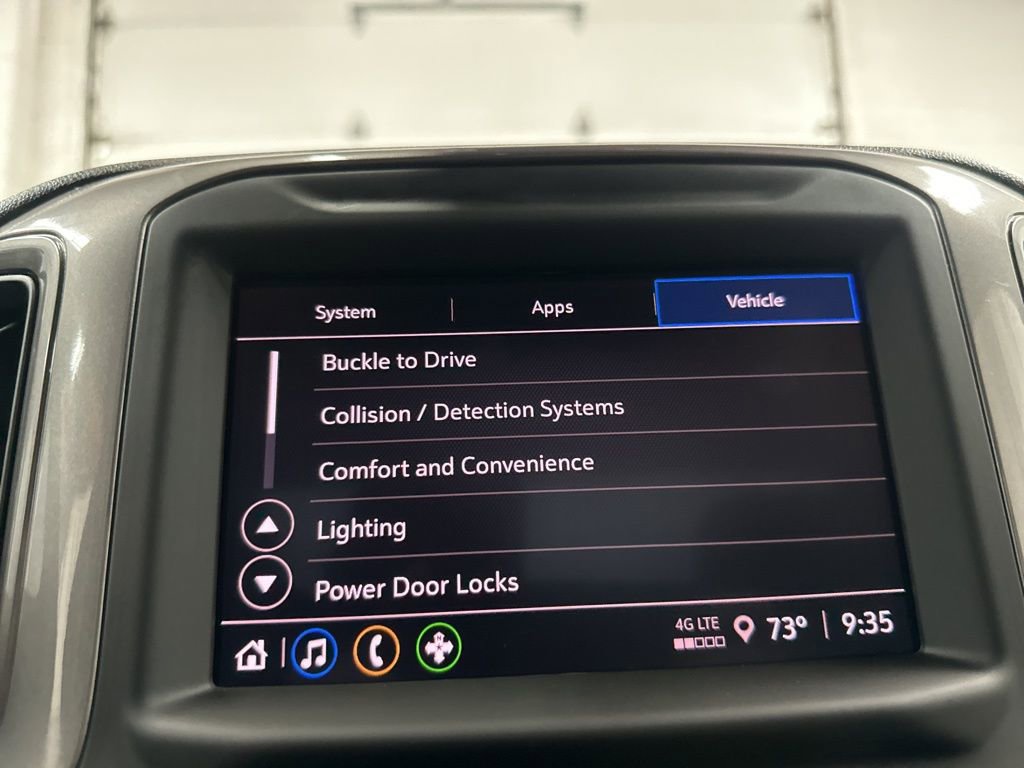 System | Apps Vehicle
Buckle to Drive
Collision / Detection Systems
Comfort and Convenience
Lighting
Power Door Locks
4G LTE 73° | 9:35